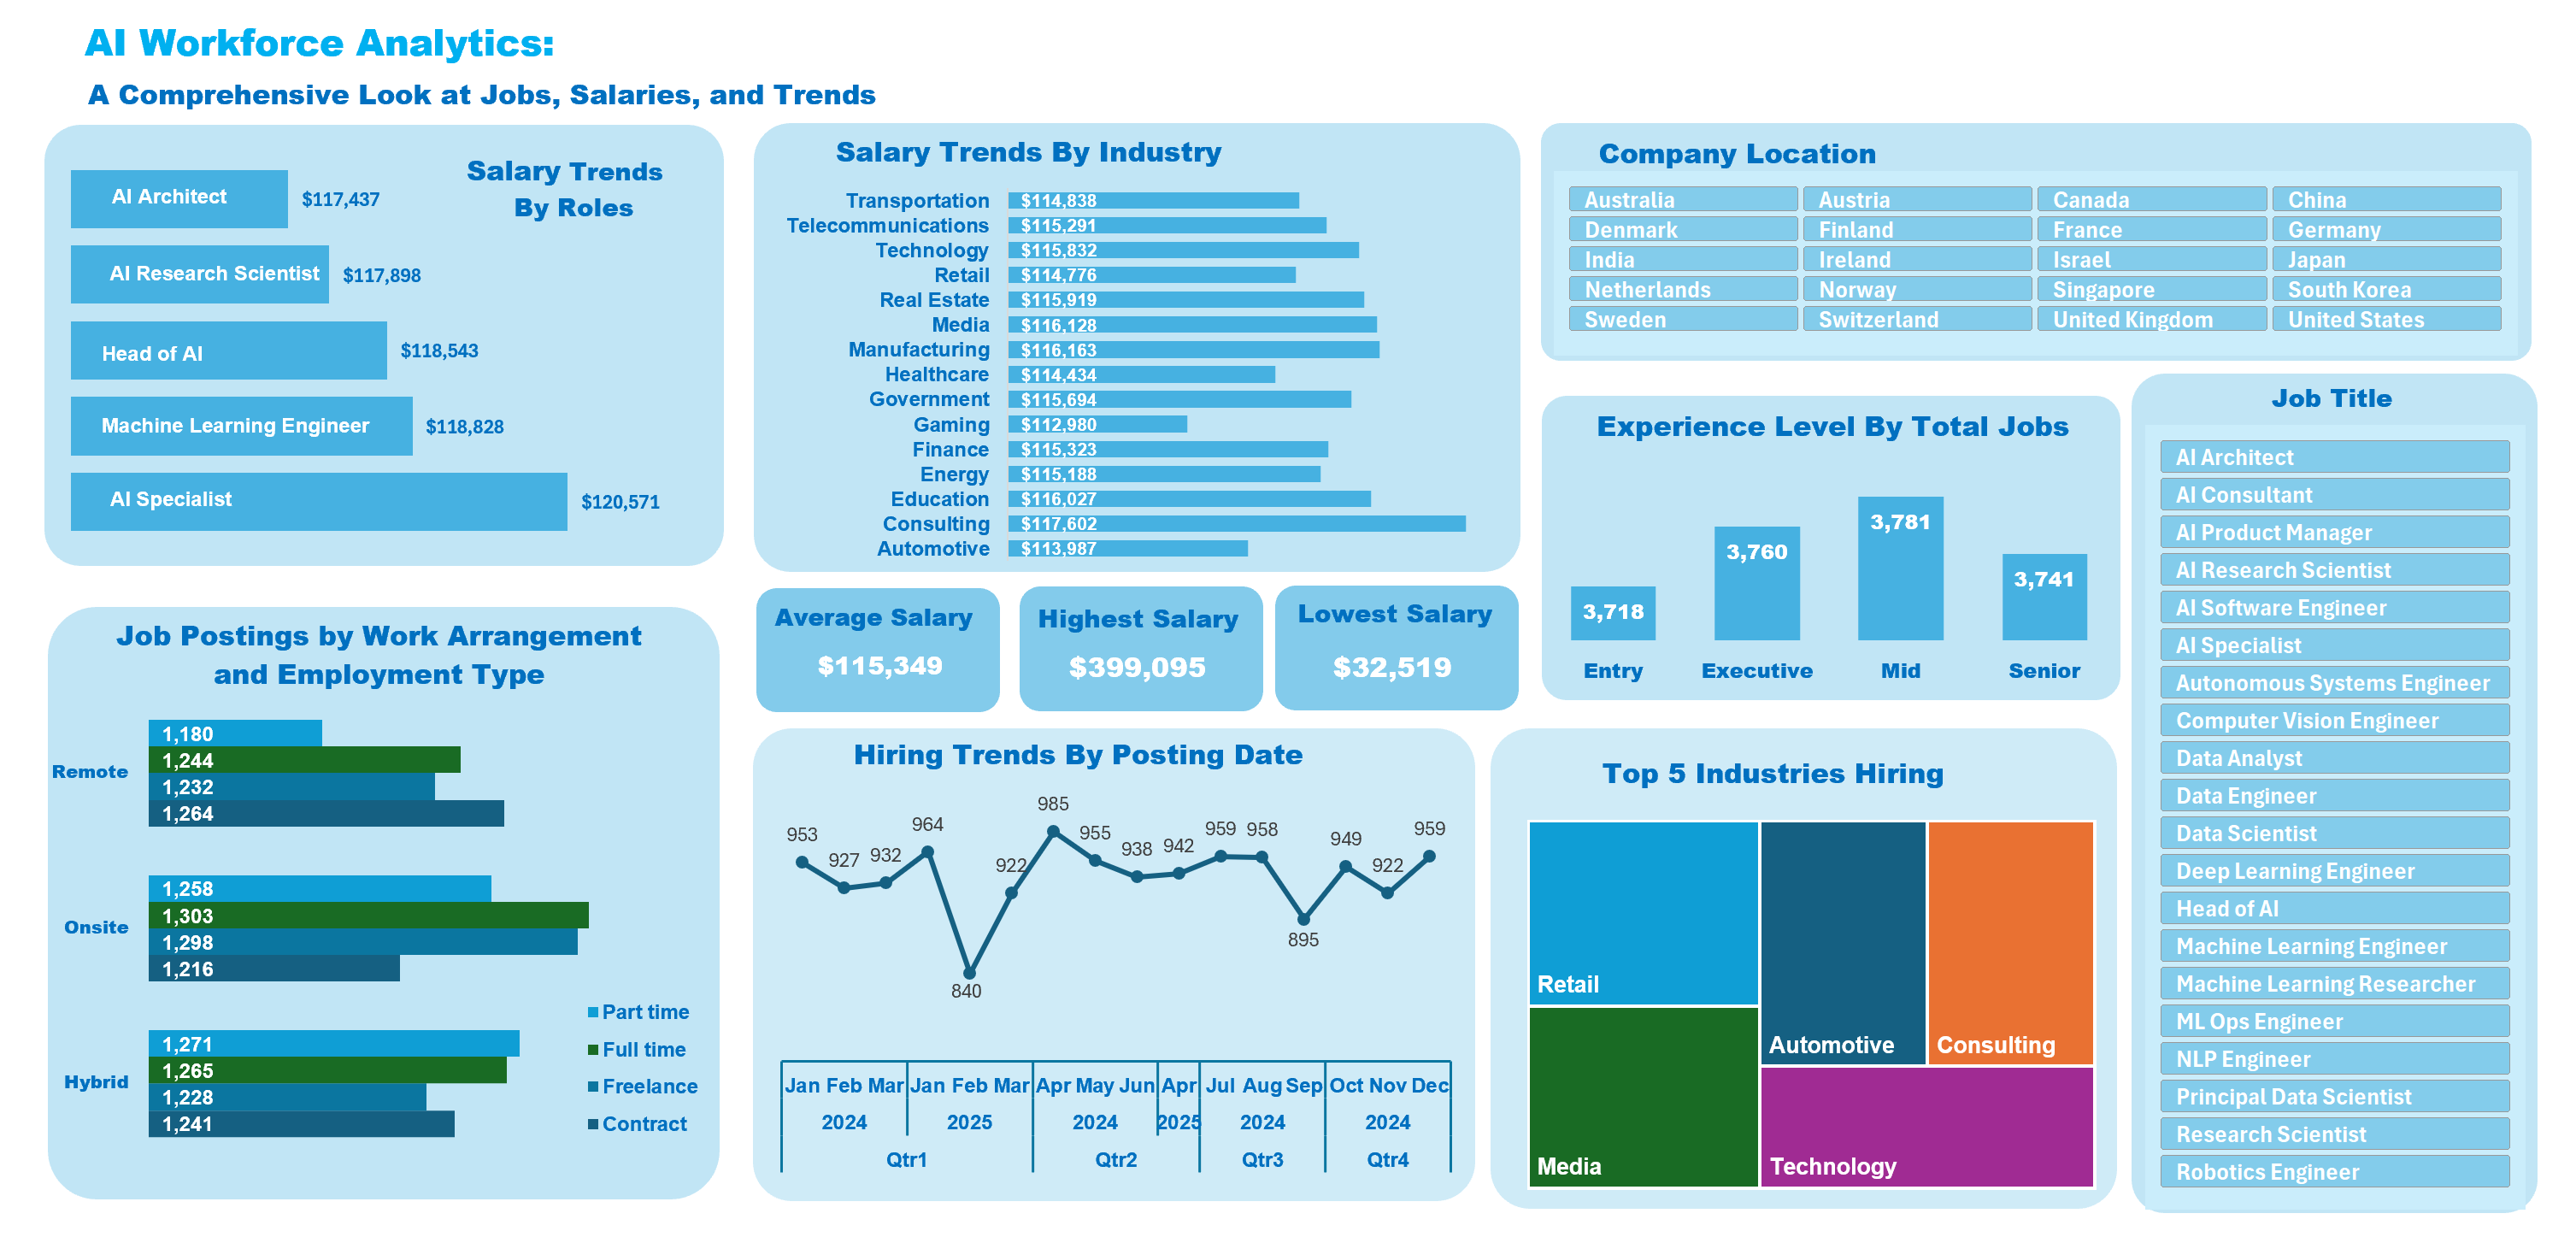 AI Workforce Analytics:
A Comprehensive Look at Jobs, Salaries, and Trends
Salary Trends
By Roles
AI Architect $117,437
AI Research Scientist $117,898
Head of AI $118,543
Machine Learning Engineer $118,828
AI Specialist $120,571
Salary Trends By Industry
Transportation $114,838
Telecommunications $115,291
Technology $115,832
Retail $114,776
Real Estate $115,919
Media $116,128
Manufacturing $116,163
Healthcare $114,434
Government $115,694
Gaming $112,980
Finance $115,323
Energy $115,188
Education $116,027
Consulting $117,602
Automotive $113,987
Company Location
Australia Austria Canada China
Denmark Finland France Germany
India Ireland Israel Japan
Netherlands Norway Singapore South Korea
Sweden Switzerland United Kingdom United States
Experience Level By Total Jobs
3,718 3,760 3,781 3,741
Entry Executive Mid Senior
Job Title
AI Architect
AI Consultant
AI Product Manager
AI Research Scientist
AI Software Engineer
AI Specialist
Autonomous Systems Engineer
Computer Vision Engineer
Data Analyst
Data Engineer
Data Scientist
Deep Learning Engineer
Head of AI
Machine Learning Engineer
Machine Learning Researcher
ML Ops Engineer
NLP Engineer
Principal Data Scientist
Research Scientist
Robotics Engineer
Average Salary
$115,349
Highest Salary
$399,095
Lowest Salary
$32,519
Job Postings by Work Arrangement
and Employment Type
Remote
1,180
1,244
1,232
1,264
Onsite
1,258
1,303
1,298
1,216
Hybrid
1,271
1,265
1,228
1,241
Part time
Full time
Freelance
Contract
Hiring Trends By Posting Date
953 927 932 964 840 922 985 955 938 942 959 958 895 949 922 959
Jan Feb Mar Jan Feb Mar Apr May Jun Apr Jul Aug Sep Oct Nov Dec
2024 2025 2024 2025 2024 2024
Qtr1 Qtr2 Qtr3 Qtr4
Top 5 Industries Hiring
Retail
Automotive
Consulting
Media
Technology